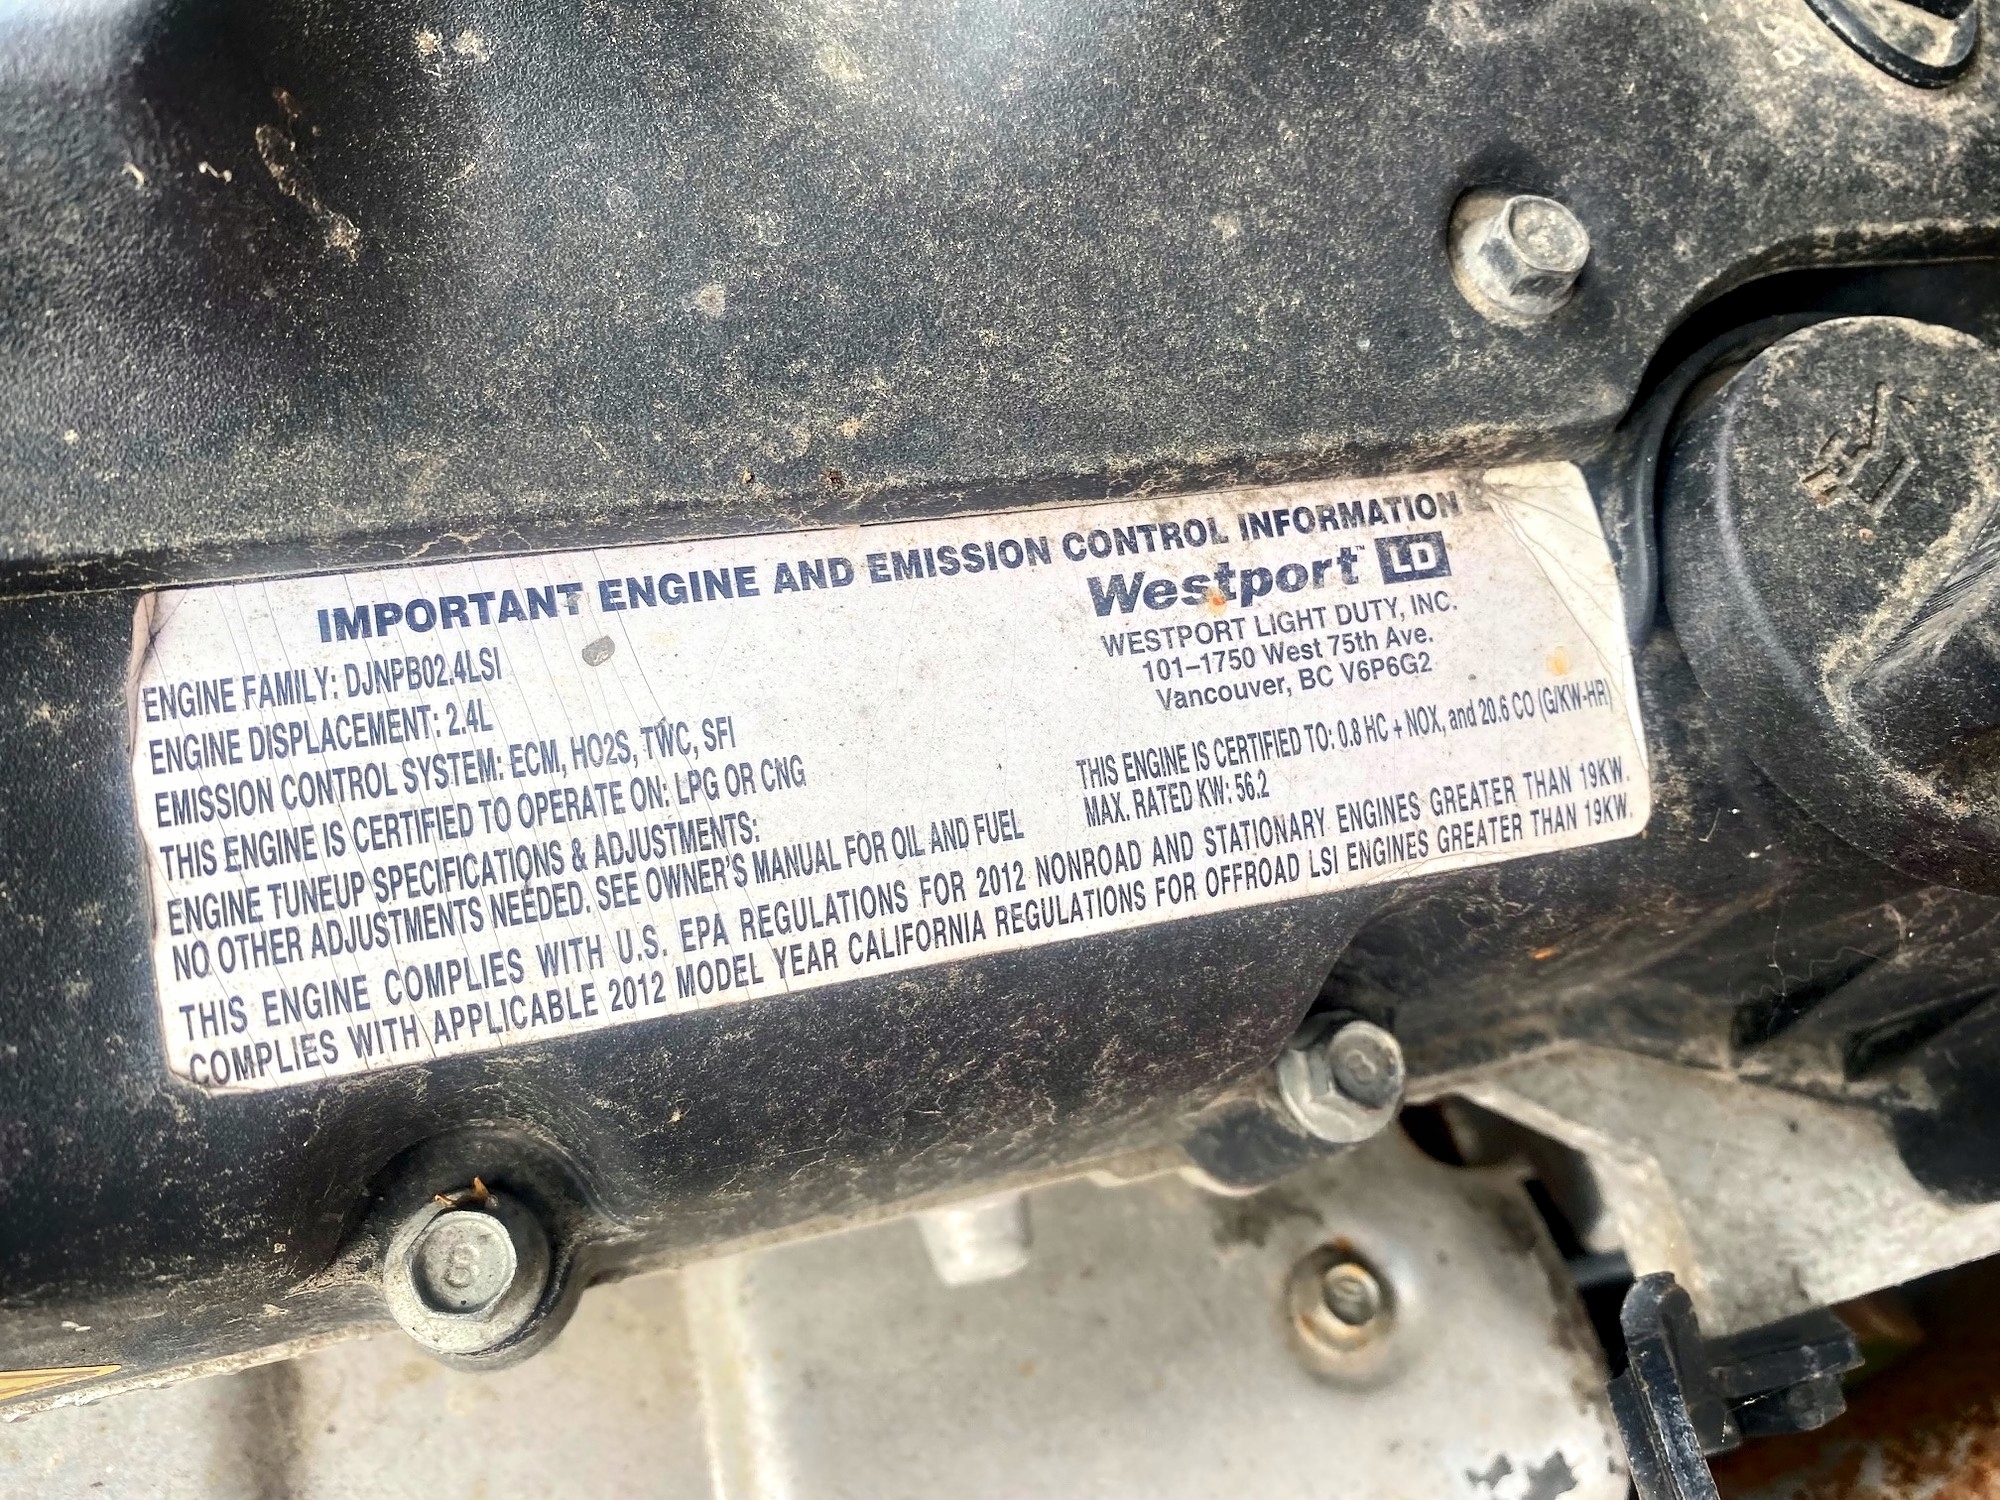 IMPORTANT ENGINE AND EMISSION CONTROL INFORMATION
Westport™ LD
WESTPORT LIGHT DUTY, INC.
101-1750 West 75th Ave.
Vancouver, BC V6P6G2
ENGINE FAMILY: DJNPB02.4LSI
ENGINE DISPLACEMENT: 2.4L
EMISSION CONTROL SYSTEM: ECM, HO2S, TWC, SFI
THIS ENGINE IS CERTIFIED TO OPERATE ON: LPG OR CNG
ENGINE TUNEUP SPECIFICATIONS & ADJUSTMENTS:
NO OTHER ADJUSTMENTS NEEDED. SEE OWNER'S MANUAL FOR OIL AND FUEL
THIS ENGINE IS CERTIFIED TO: 0.8 HC + NOX, and 20.6 CO (G/KW-HR)
MAX. RATED KW: 56.2
THIS ENGINE COMPLIES WITH U.S. EPA REGULATIONS FOR 2012 NONROAD AND STATIONARY ENGINES GREATER THAN 19KW.
COMPLIES WITH APPLICABLE 2012 MODEL YEAR CALIFORNIA REGULATIONS FOR OFFROAD LSI ENGINES GREATER THAN 19KW.
8